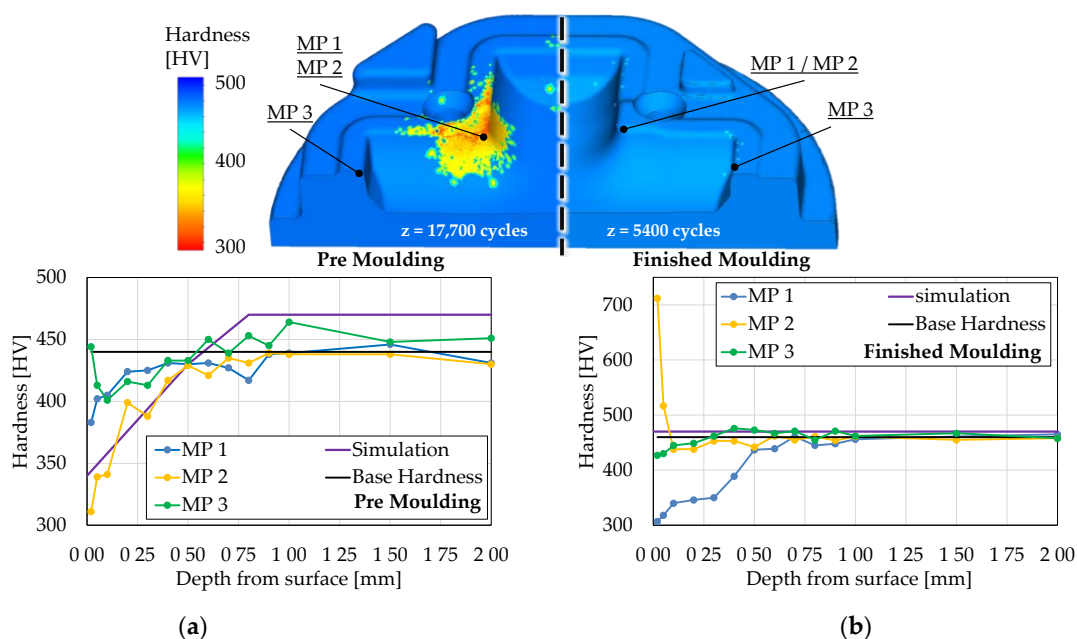 Hardness
[HV]
500
400
300
MP 1
MP 2
MP 3
MP 1 / MP 2
MP 3
z = 17,700 cycles
z = 5400 cycles
Pre Moulding
Finished Moulding
Hardness [HV]
500
450
400
350
300
MP 1
MP 2
MP 3
Simulation
Base Hardness
Pre Moulding
0 00
0 25
0 50
0 75
1 00
1 25
1 50
1 75
2 00
Depth from surface [mm]
(a)
Hardness [HV]
700
600
500
400
300
MP 1
MP 2
MP 3
simulation
Base Hardness
Finished Moulding
0 00
0 25
0 50
0 75
1 00
1 25
1 50
1 75
2 00
Depth from surface [mm]
(b)